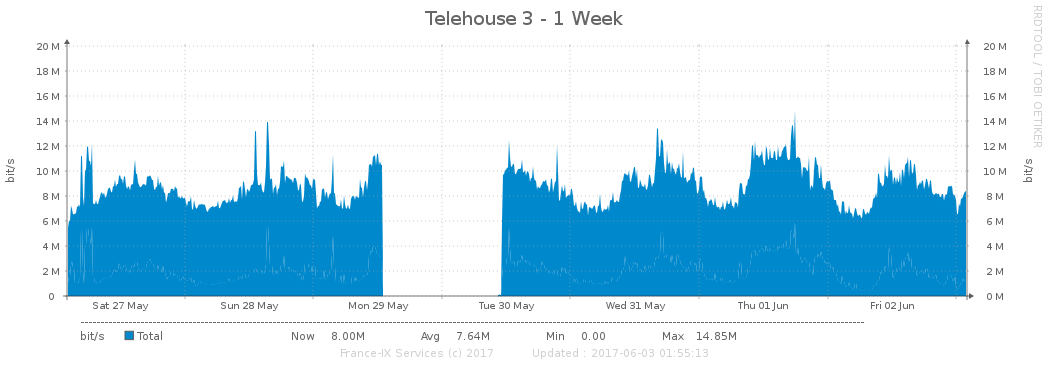 Telehouse 3 - 1 Week
RRDTOOL / TOBI OETIKER
20 M 20 M
18 M 18 M
16 M 16 M
14 M 14 M
12 M 12 M
10 M 10 M
8 M 8 M
6 M 6 M
4 M 4 M
2 M 2 M
0 0 M
bit/s bit/s
Sat 27 May Sun 28 May Mon 29 May Tue 30 May Wed 31 May Thu 01 Jun Fri 02 Jun
bit/s Total Now 8.00M Avg 7.64M Min 0.00 Max 14.85M
France-IX Services (c) 2017 Updated : 2017-06-03 01:55:13